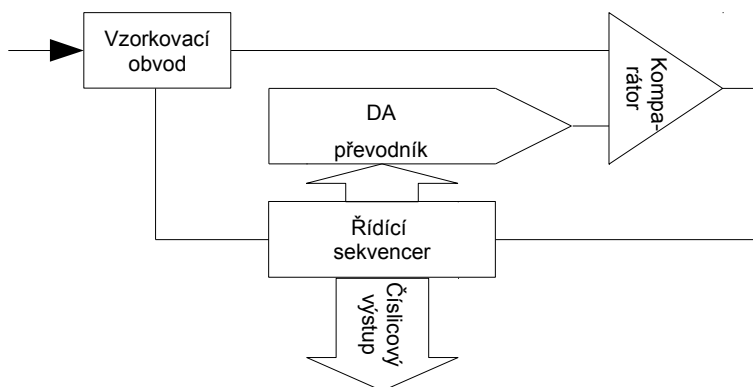 Vzorkovací
obvod
Kompa-
rátor
DA
převodník
Řídící
sekvencer
Číslicový
výstup